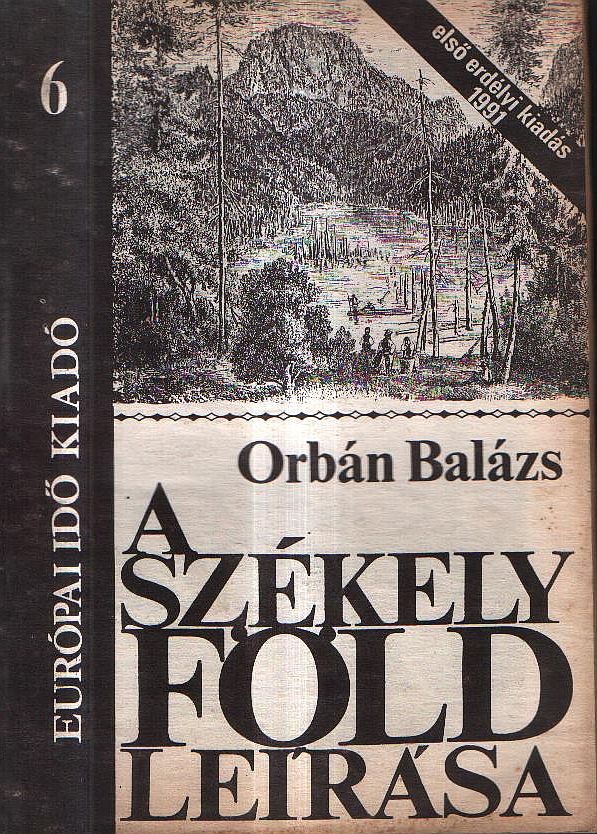 6
EURÓPAI IDŐ KIADÓ
első erdélyi kiadás
1991
Orbán Balázs
A
SZÉKELY
FÖLD
LEÍRÁSA